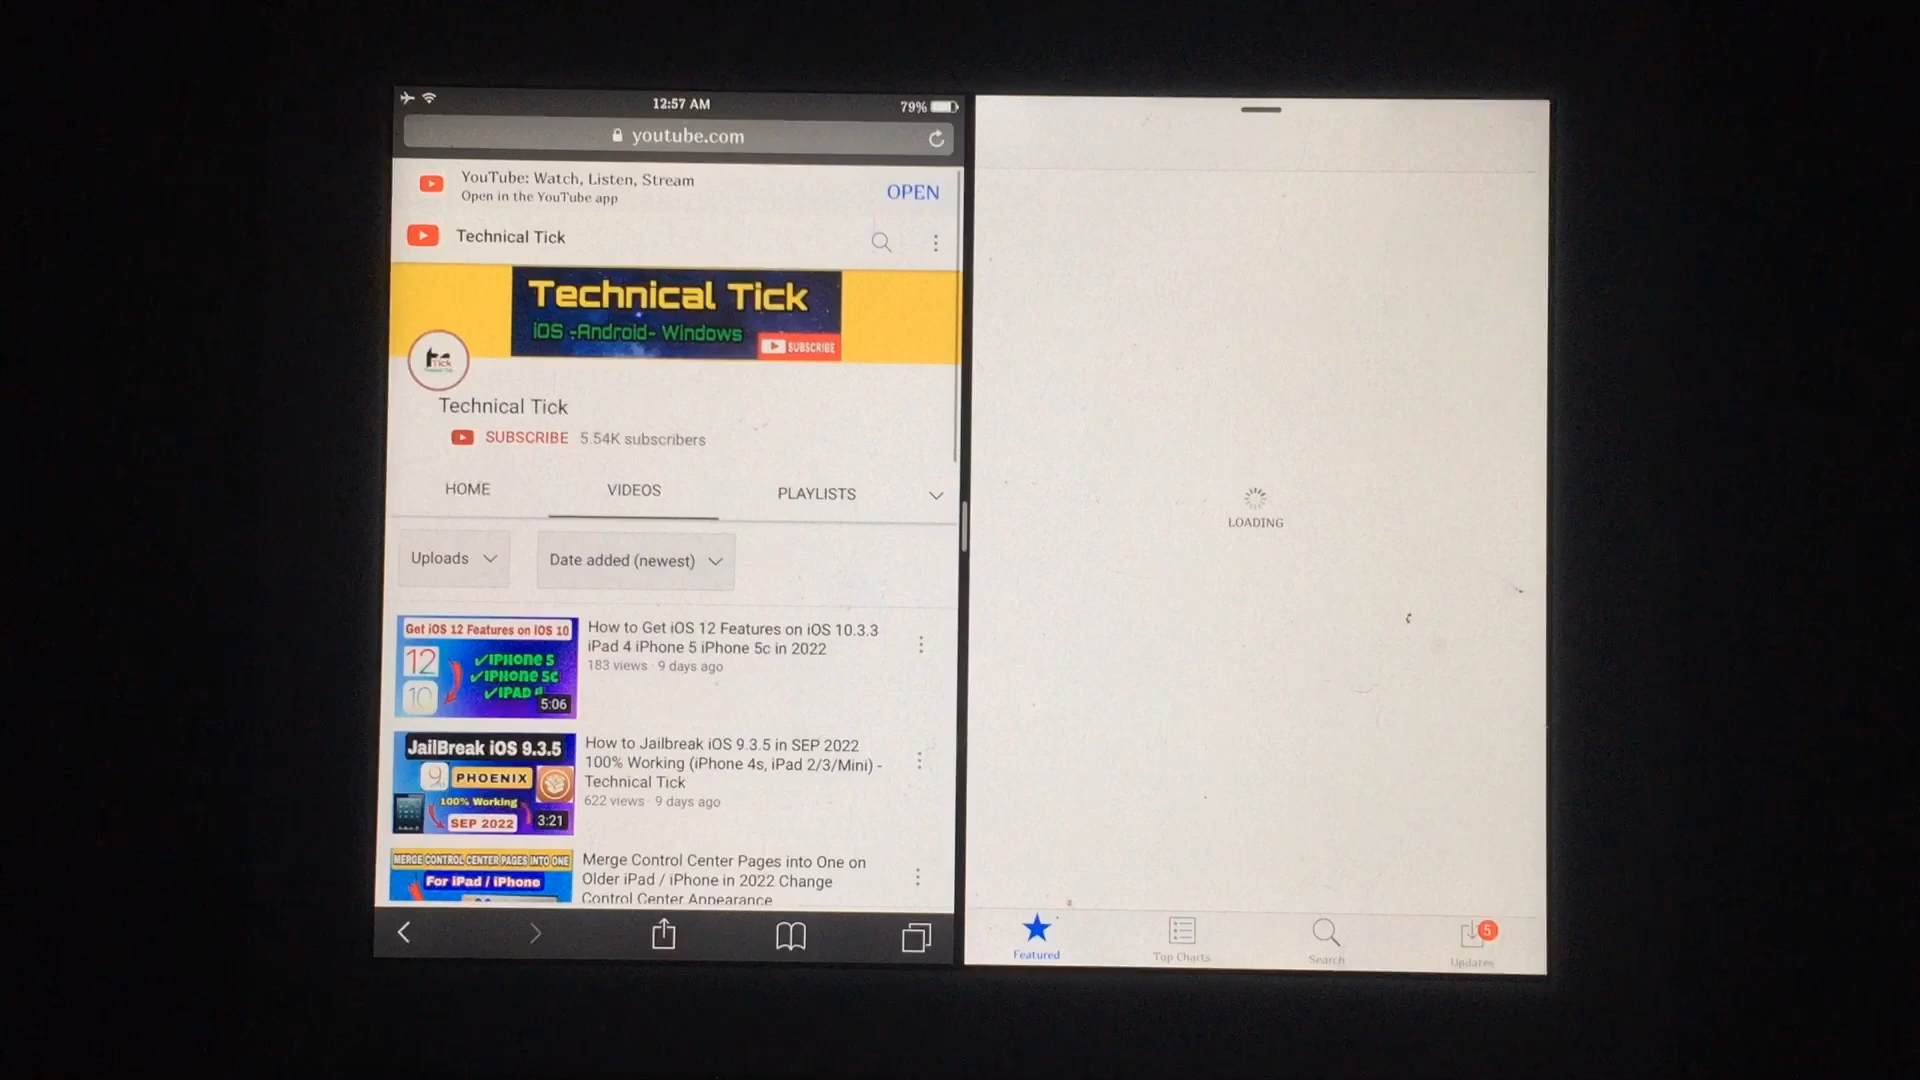 12:57 AM
79%
youtube.com
YouTube: Watch, Listen, Stream
Open in the YouTube app
OPEN
Technical Tick
Technical Tick
iOS -Android- Windows
SUBSCRIBE
Tick
Technical Tick
SUBSCRIBE 5.54K subscribers
HOME
VIDEOS
PLAYLISTS
Uploads
Date added (newest)
Get iOS 12 Features on iOS 10
12
10
✓iPHONE 5
✓iPHONE 5C
✓iPAD
5:06
How to Get iOS 12 Features on iOS 10.3.3
iPad 4 iPhone 5 iPhone 5c in 2022
183 views · 9 days ago
JailBreak iOS 9.3.5
9
PHOENIX
100% Working
SEP 2022
3:21
How to Jailbreak iOS 9.3.5 in SEP 2022
100% Working (iPhone 4s, iPad 2/3/Mini) -
Technical Tick
622 views · 9 days ago
MERGE CONTROL CENTER PAGES INTO ONE
For iPad / iPhone
Merge Control Center Pages into One on
Older iPad / iPhone in 2022 Change
Control Center Appearance
LOADING
Featured
Top Charts
Search
5
Updates